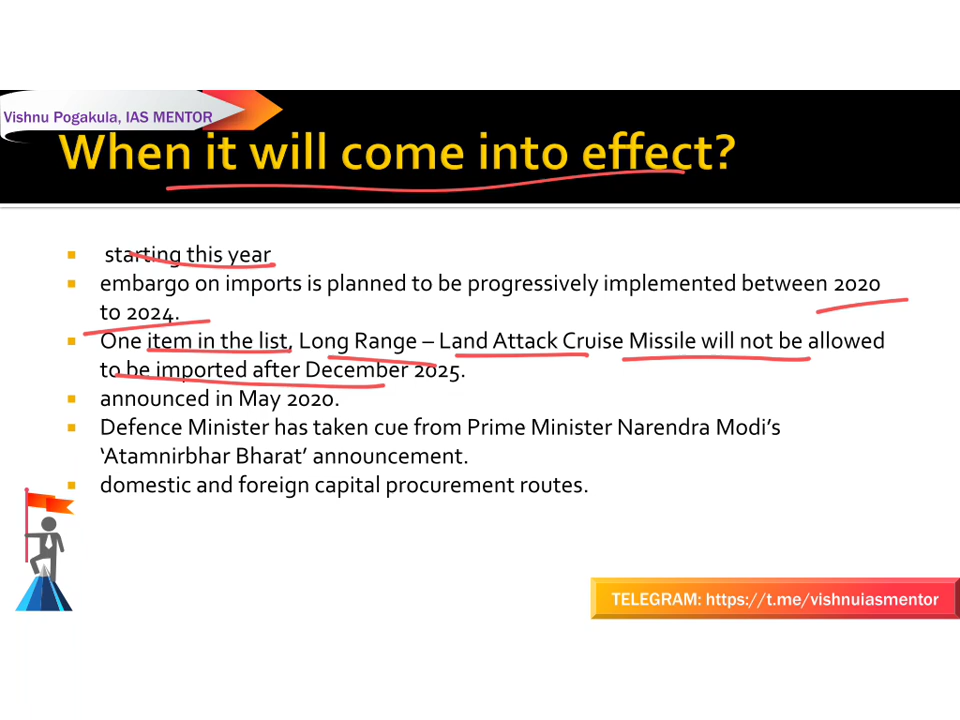 Vishnu Pogakula, IAS MENTOR
When it will come into effect?
starting this year
embargo on imports is planned to be progressively implemented between 2020
to 2024.
One item in the list, Long Range – Land Attack Cruise Missile will not be allowed
to be imported after December 2025.
announced in May 2020.
Defence Minister has taken cue from Prime Minister Narendra Modi’s
‘Atamnirbhar Bharat’ announcement.
domestic and foreign capital procurement routes.
TELEGRAM: https://t.me/vishnuiasmentor